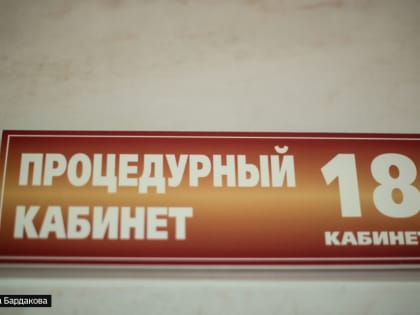 ПРОЦЕДУРНЫЙ
КАБИНЕТ
18
КАБИНЕТ
а Бардакова